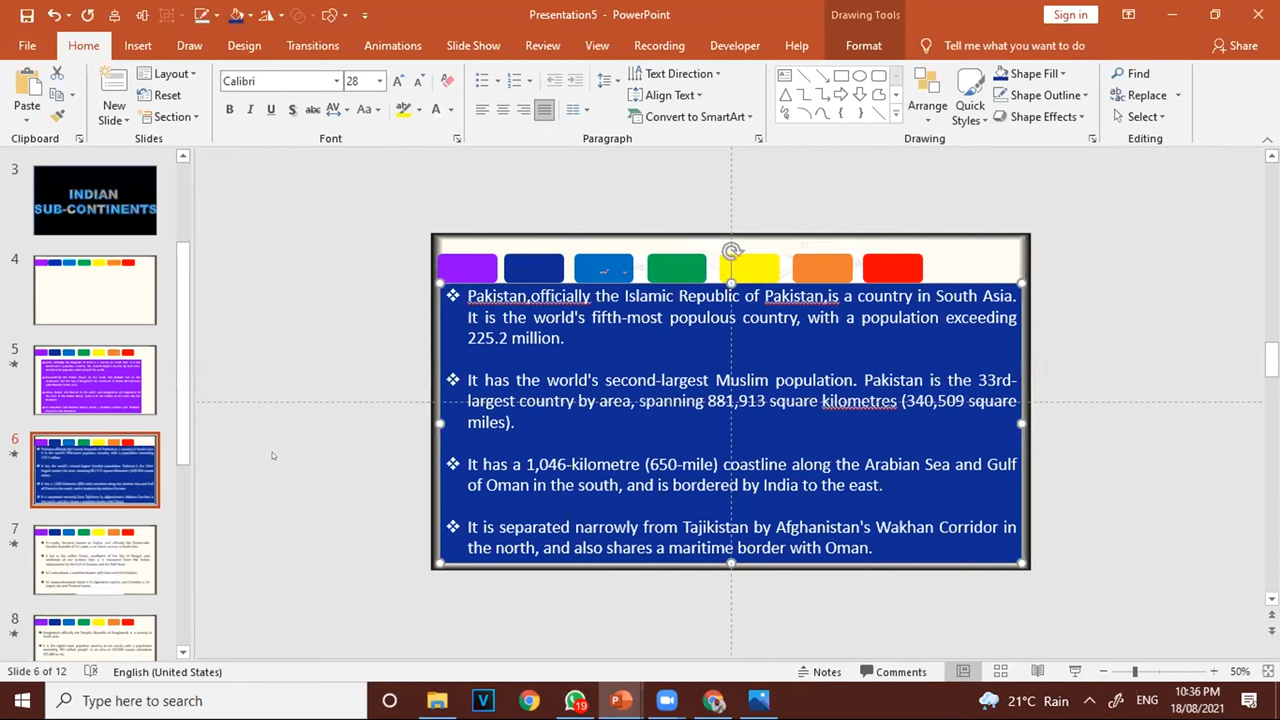 Presentation5 - PowerPoint
Drawing Tools
Sign in
File Home Insert Draw Design Transitions Animations Slide Show Review View Recording Developer Help Format Tell me what you want to do Share
Paste
New Slide
Layout
Reset
Section
Calibri 28
B I U S abc AV Aa A
Text Direction
Align Text
Convert to SmartArt
Arrange
Quick Styles
Shape Fill
Shape Outline
Shape Effects
Find
Replace
Select
Clipboard Slides Font Paragraph Drawing Editing
3
INDIAN
SUB-CONTINENTS
4
5
6
7
8
Pakistan,officially the Islamic Republic of Pakistan,is a country in South Asia.
It is the world's fifth-most populous country, with a population exceeding
225.2 million.
It has the world's second-largest Muslim population. Pakistan is a 33rd-
largest country by area, spanning 881,913 square kilometres (340,509 square
miles).
It has a 1,046-kilometre (650-mile) coastline along the Arabian Sea and Gulf
of Oman in the south, and is bordered by India to the east.
It is separated narrowly from Tajikistan by Afghanistan's Wakhan Corridor in
the north, and also shares a maritime border with Oman.
Slide 6 of 12 English (United States) Notes Comments 50%
Type here to search
19
21°C Rain
ENG
10:36 PM
18/08/2021